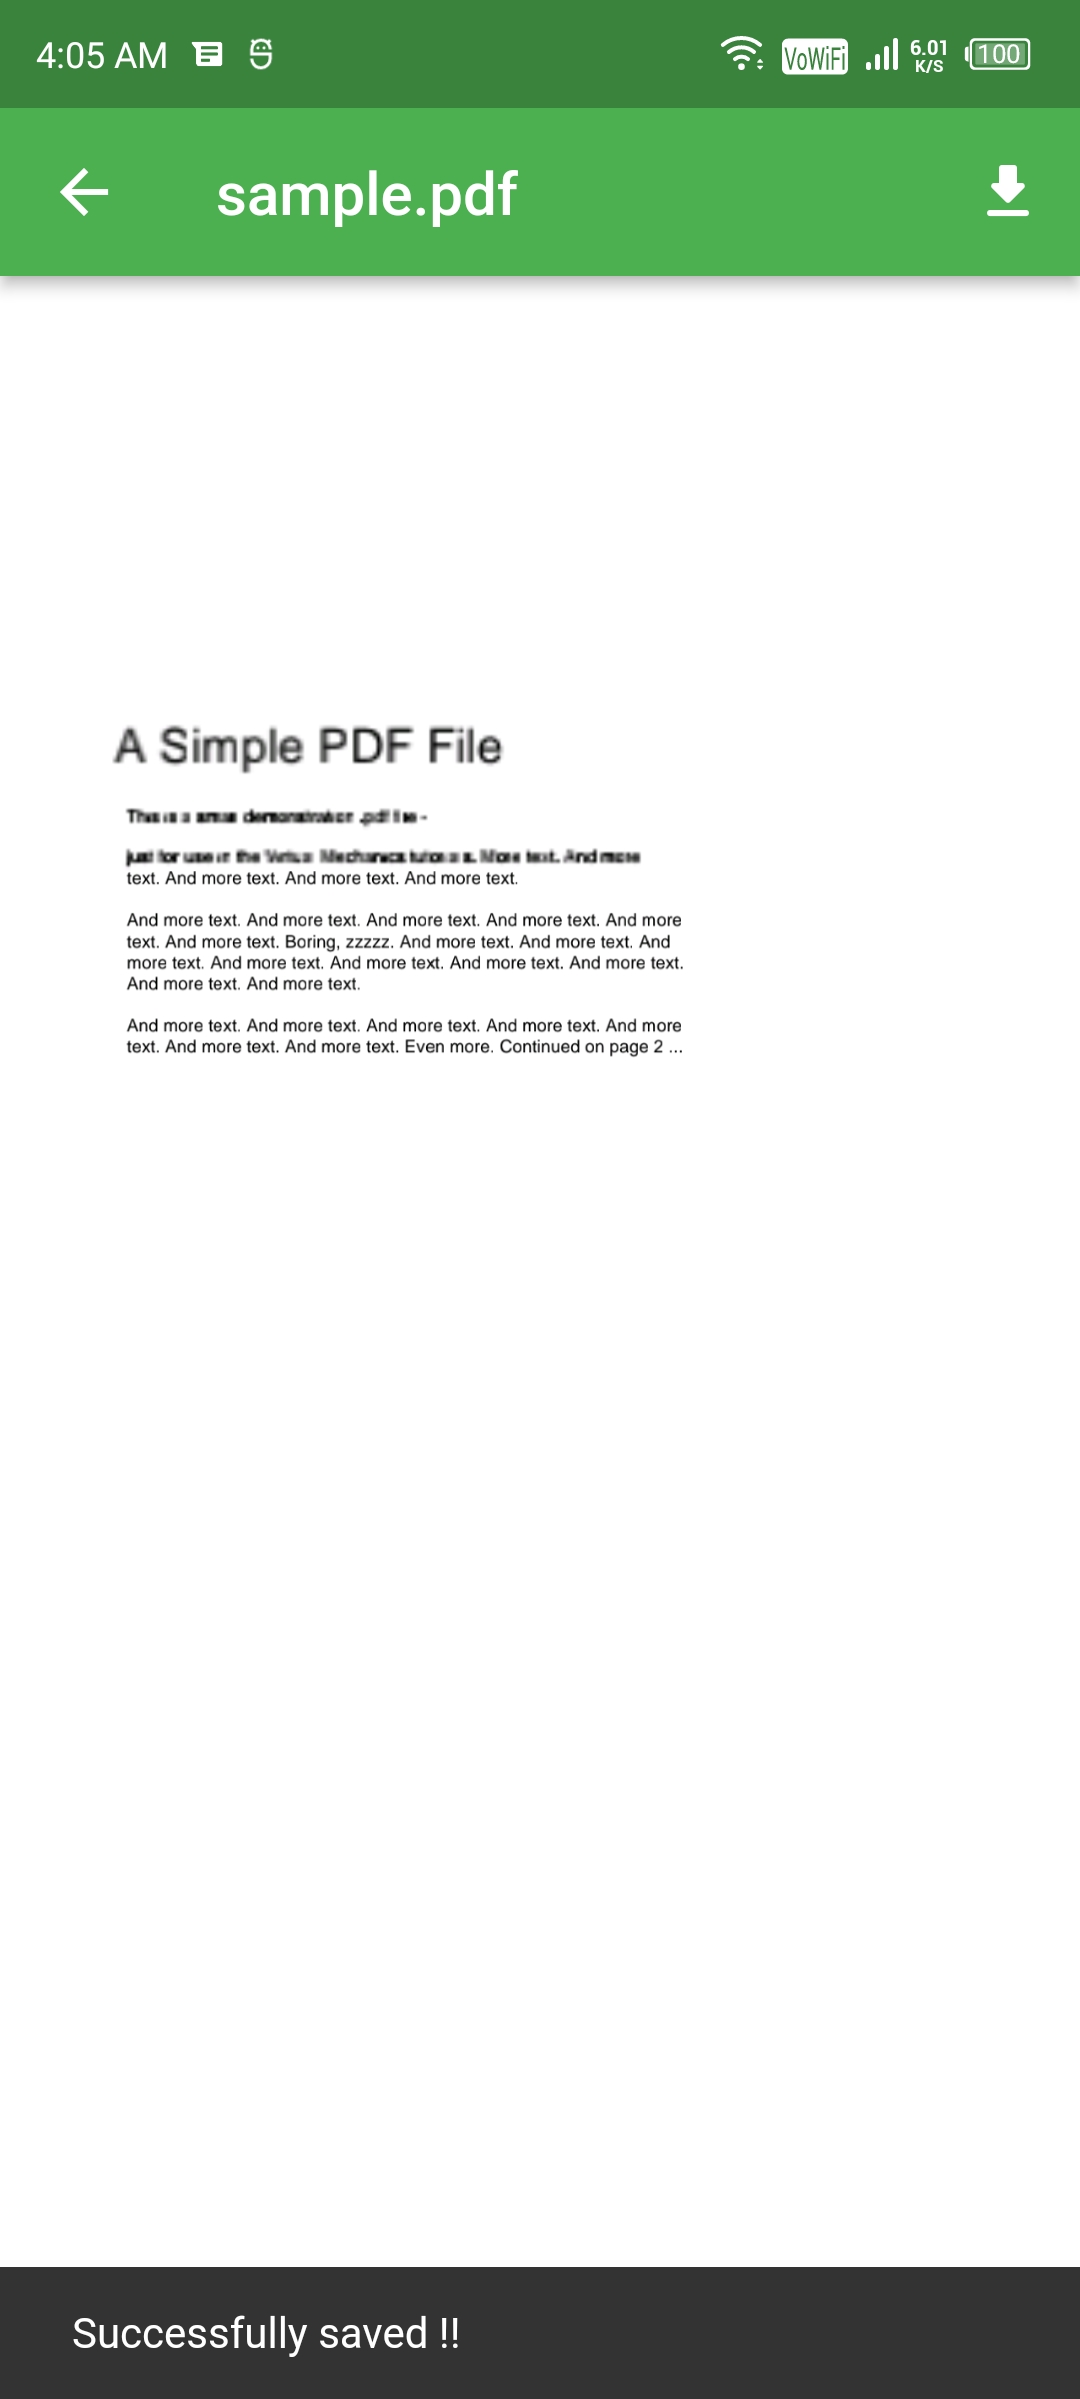 4:05 AM VoWiFi 6.01 K/S 100
sample.pdf
A Simple PDF File
This is a demonstration .pdf file -
just for use in the Mechanics More text. And more
text. And more text. And more text. And more text.
And more text. And more text. And more text. And more text. And more
text. And more text. Boring, zzzzz. And more text. And more text. And
more text. And more text. And more text. And more text. And more text.
And more text. And more text.
And more text. And more text. And more text. And more text. And more
text. And more text. And more text. Even more. Continued on page 2 ...
Successfully saved !!